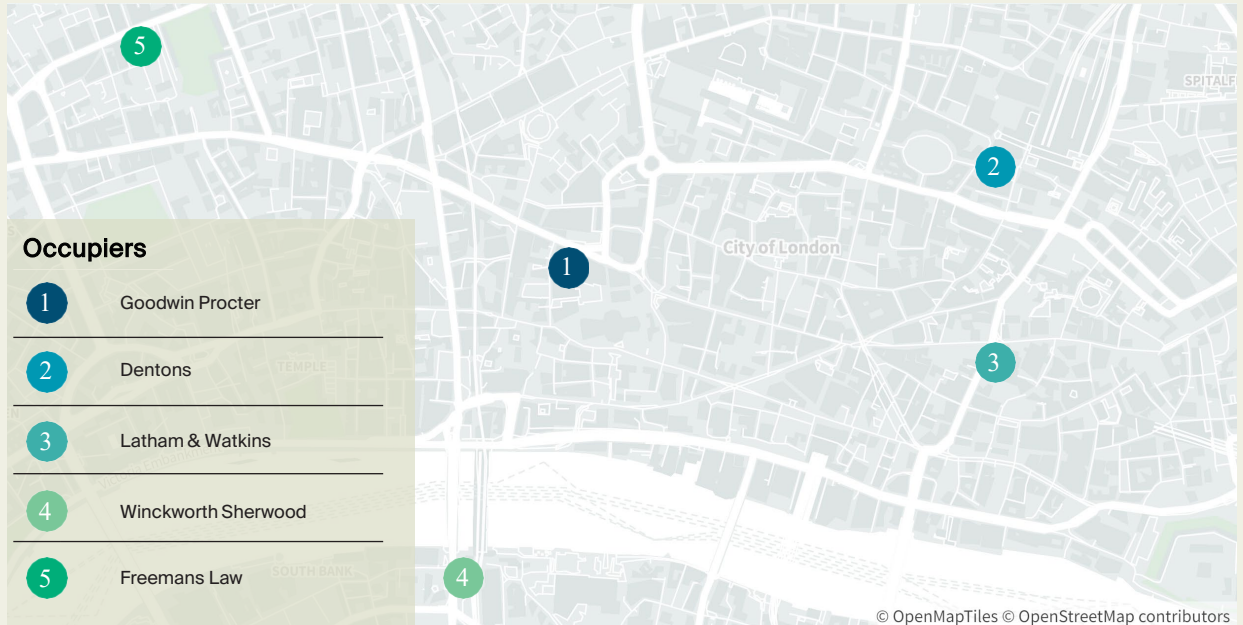 5
SPITALF
2
City of London
1
3
4
Occupiers
1 Goodwin Procter
2 Dentons
3 Latham & Watkins
4 Winckworth Sherwood
5 Freemans Law
TEMPLE
SOUTH BANK
© OpenMapTiles © OpenStreetMap contributors